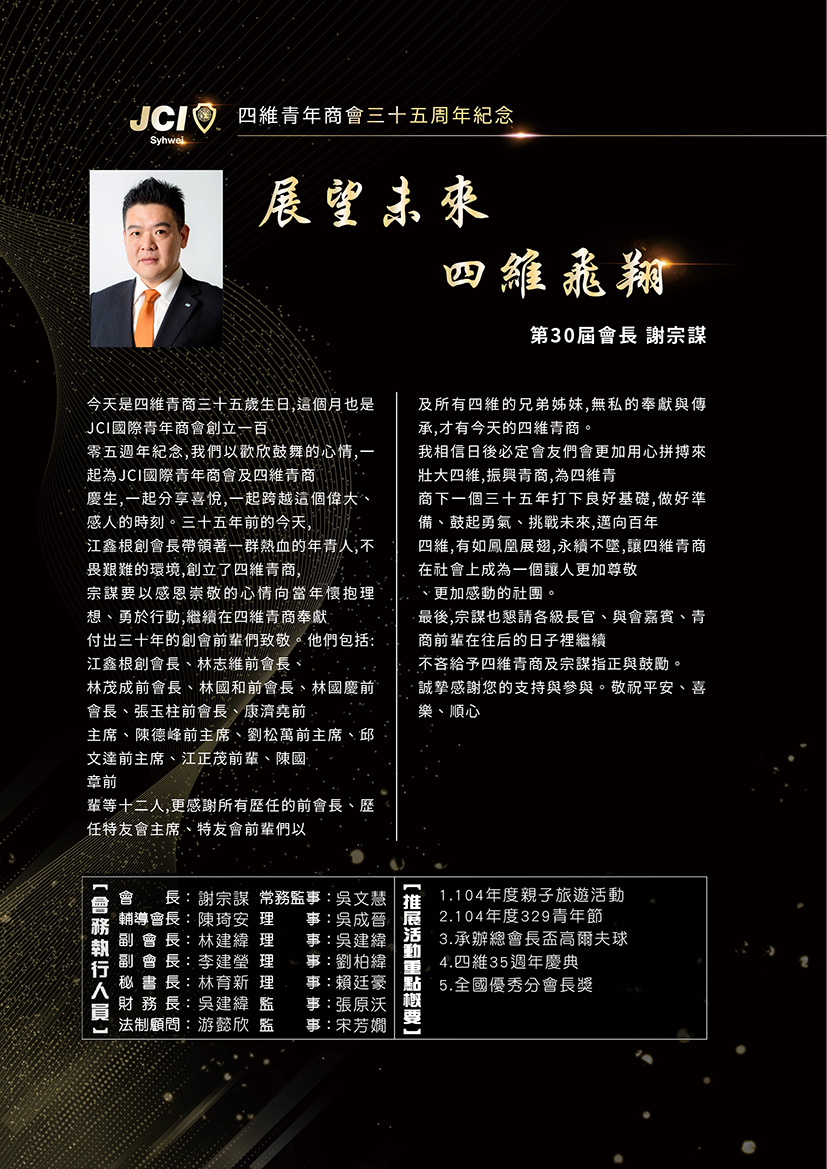 JCI
Syhwei
四維青年商會三十五周年紀念
展望未來
四維飛翔
第30屆會長 謝宗謀
今天是四維青商三十五歲生日,這個月也是
JCI國際青年商會創立一百
零五週年紀念,我們以歡欣鼓舞的心情,一
起為JCI國際青年商會及四維青商
慶生,一起分享喜悅,一起跨越這個偉大、
感人的時刻。三十五年前的今天,
江鑫根創會長帶領著一群熱血的年青人,不
畏艱難的環境,創立了四維青商,
宗謀要以感恩崇敬的心情向當年懷抱理
想、勇於行動,繼續在四維青商奉獻
付出三十年的創會前輩們致敬。他們包括:
江鑫根創會長、林志維前會長、
林茂成前會長、林國和前會長、林國慶前
會長、張玉柱前會長、康濟堯前
主席、陳德峰前主席、劉松萬前主席、邱
文達前主席、江正茂前輩、陳國
章前
輩等十二人,更感謝所有歷任的前會長、歷
任特友會主席、特友會前輩們以
及所有四維的兄弟姊妹,無私的奉獻與傳
承,才有今天的四維青商。
我相信日後必定會友們會更加用心拼搏來
壯大四維,振興青商,為四維青
商下一個三十五年打下良好基礎,做好準
備、鼓起勇氣、挑戰未來,邁向百年
四維,有如鳳凰展翅,永續不墜,讓四維青商
在社會上成為一個讓人更加尊敬
、更加感動的社團。
最後,宗謀也懇請各級長官、與會嘉賓、青
商前輩在往后的日子裡繼續
不吝給予四維青商及宗謀指正與鼓勵。
誠摯感謝您的支持與參與。敬祝平安、喜
樂、順心
【會務執行人員】
會長：謝宗謀 常務監事：吳文慧
輔導會長：陳琦安 理事：吳成晉
副會長：林建緯 理事：吳建緯
副會長：李建瑩 理事：劉柏緯
秘書長：林育新 理事：賴廷豪
財務長：吳建緯 監事：張原沃
法制顧問：游懿欣 監事：宋芳嫺
【推展活動重點概要】
1.104年度親子旅遊活動
2.104年度329青年節
3.承辦總會長盃高爾夫球
4.四維35週年慶典
5.全國優秀分會長獎